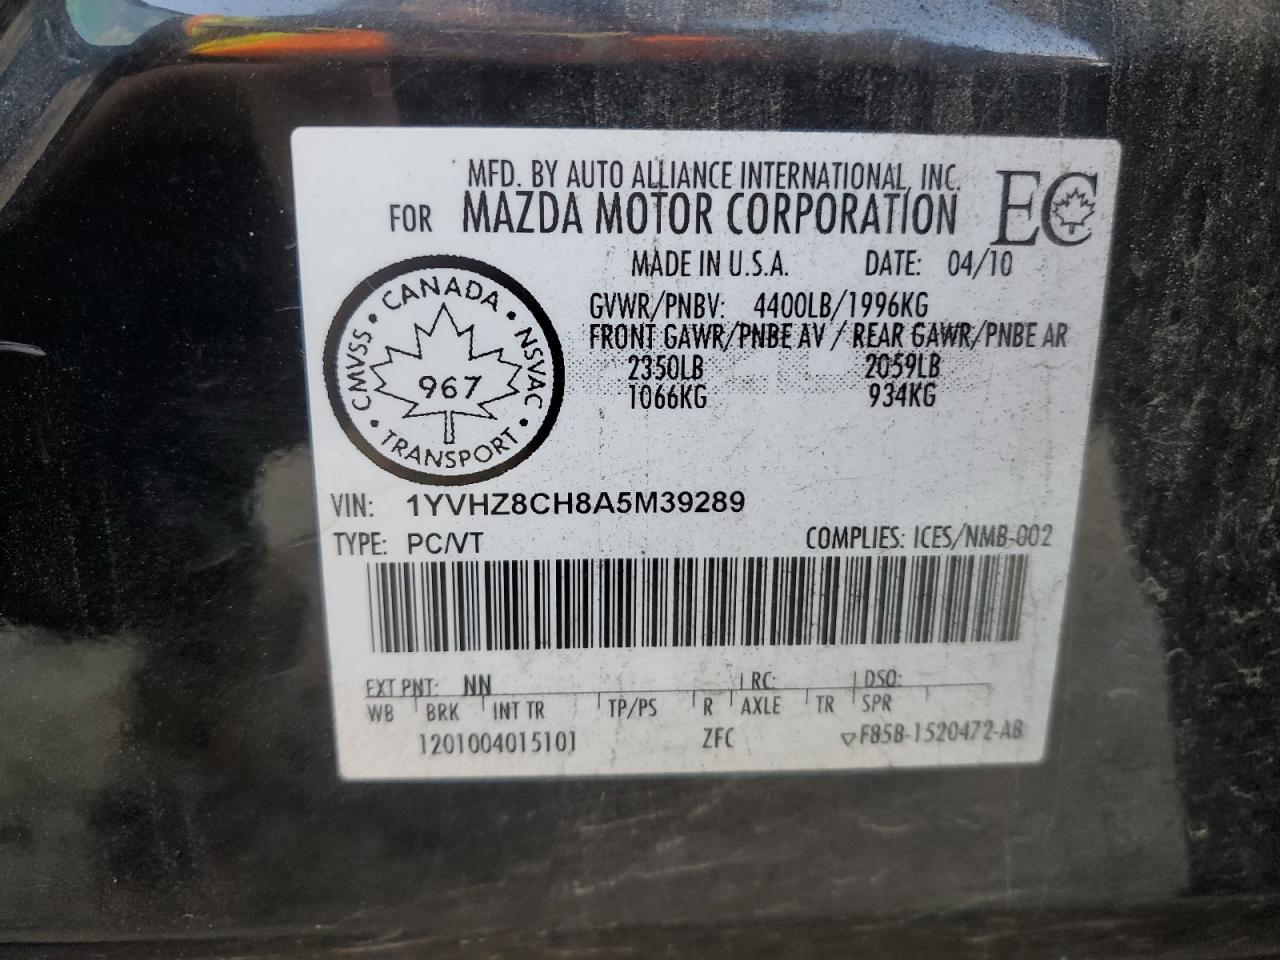 MFD. BY AUTO ALLIANCE INTERNATIONAL, INC.
FOR MAZDA MOTOR CORPORATION
EC
MADE IN U.S.A. DATE: 04/10
GVWR/PNBV: 4400LB/1996KG
FRONT GAWR/PNBE AV / REAR GAWR/PNBE AR
2350LB 2059LB
1066KG 934KG
CANADA • NSVAC • TRANSPORT • CMVSS •
967
VIN: 1YVHZ8CH8A5M39289
TYPE: PC/VT COMPLIES: ICES/NMB-002
EXT PNT: NN RC: DSO:
WB BRK INT TR TP/PS R AXLE TR SPR
1201004015101 ZFC ▽F85B-1520472-AB